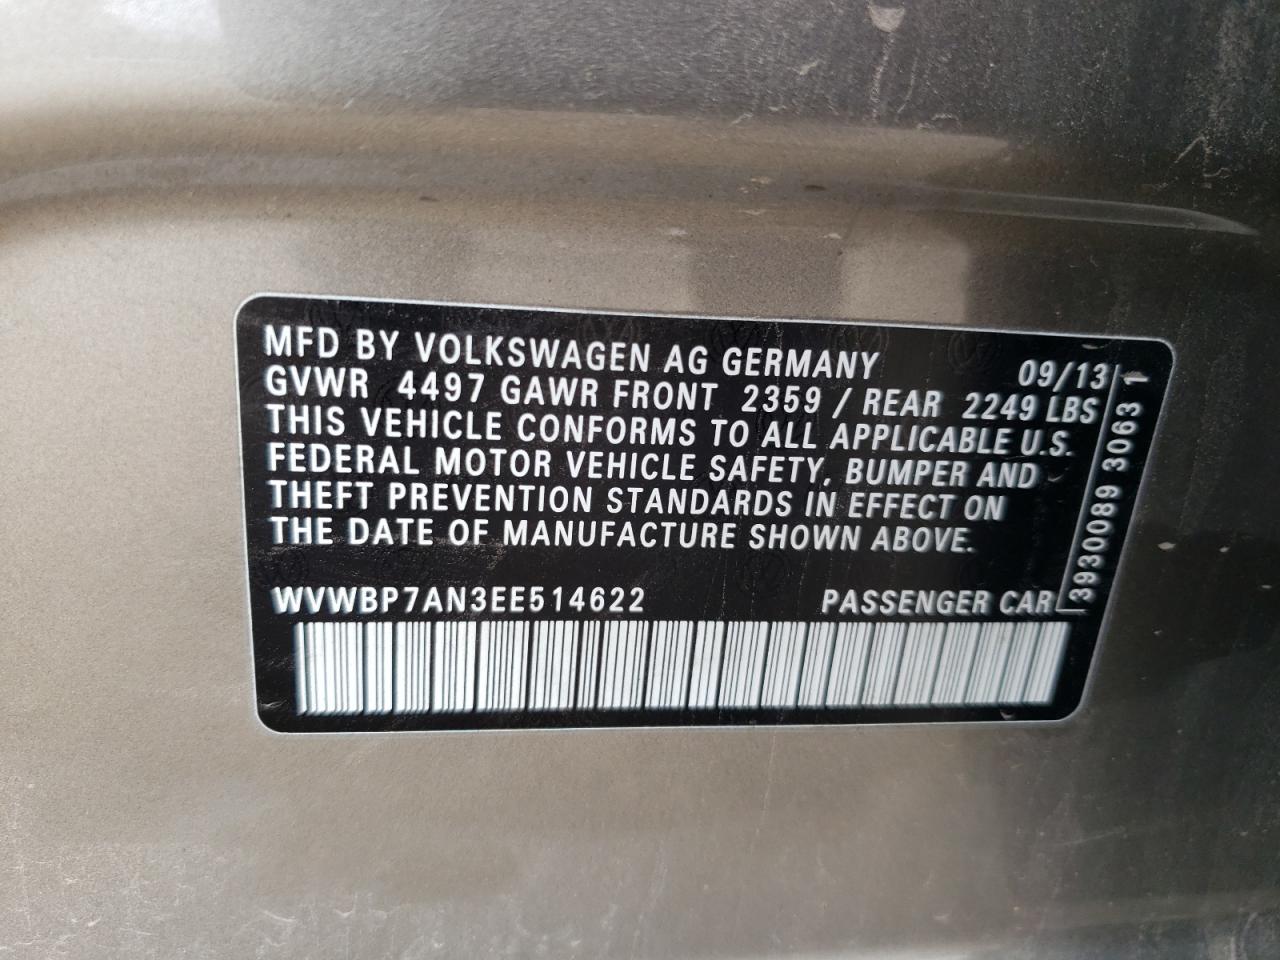 MFD BY VOLKSWAGEN AG GERMANY 09/13
GVWR 4497 GAWR FRONT 2359 / REAR 2249 LBS
THIS VEHICLE CONFORMS TO ALL APPLICABLE U.S.
FEDERAL MOTOR VEHICLE SAFETY, BUMPER AND
THEFT PREVENTION STANDARDS IN EFFECT ON
THE DATE OF MANUFACTURE SHOWN ABOVE.
WVWBP7AN3EE514622 PASSENGER CAR
3930089 3063 1